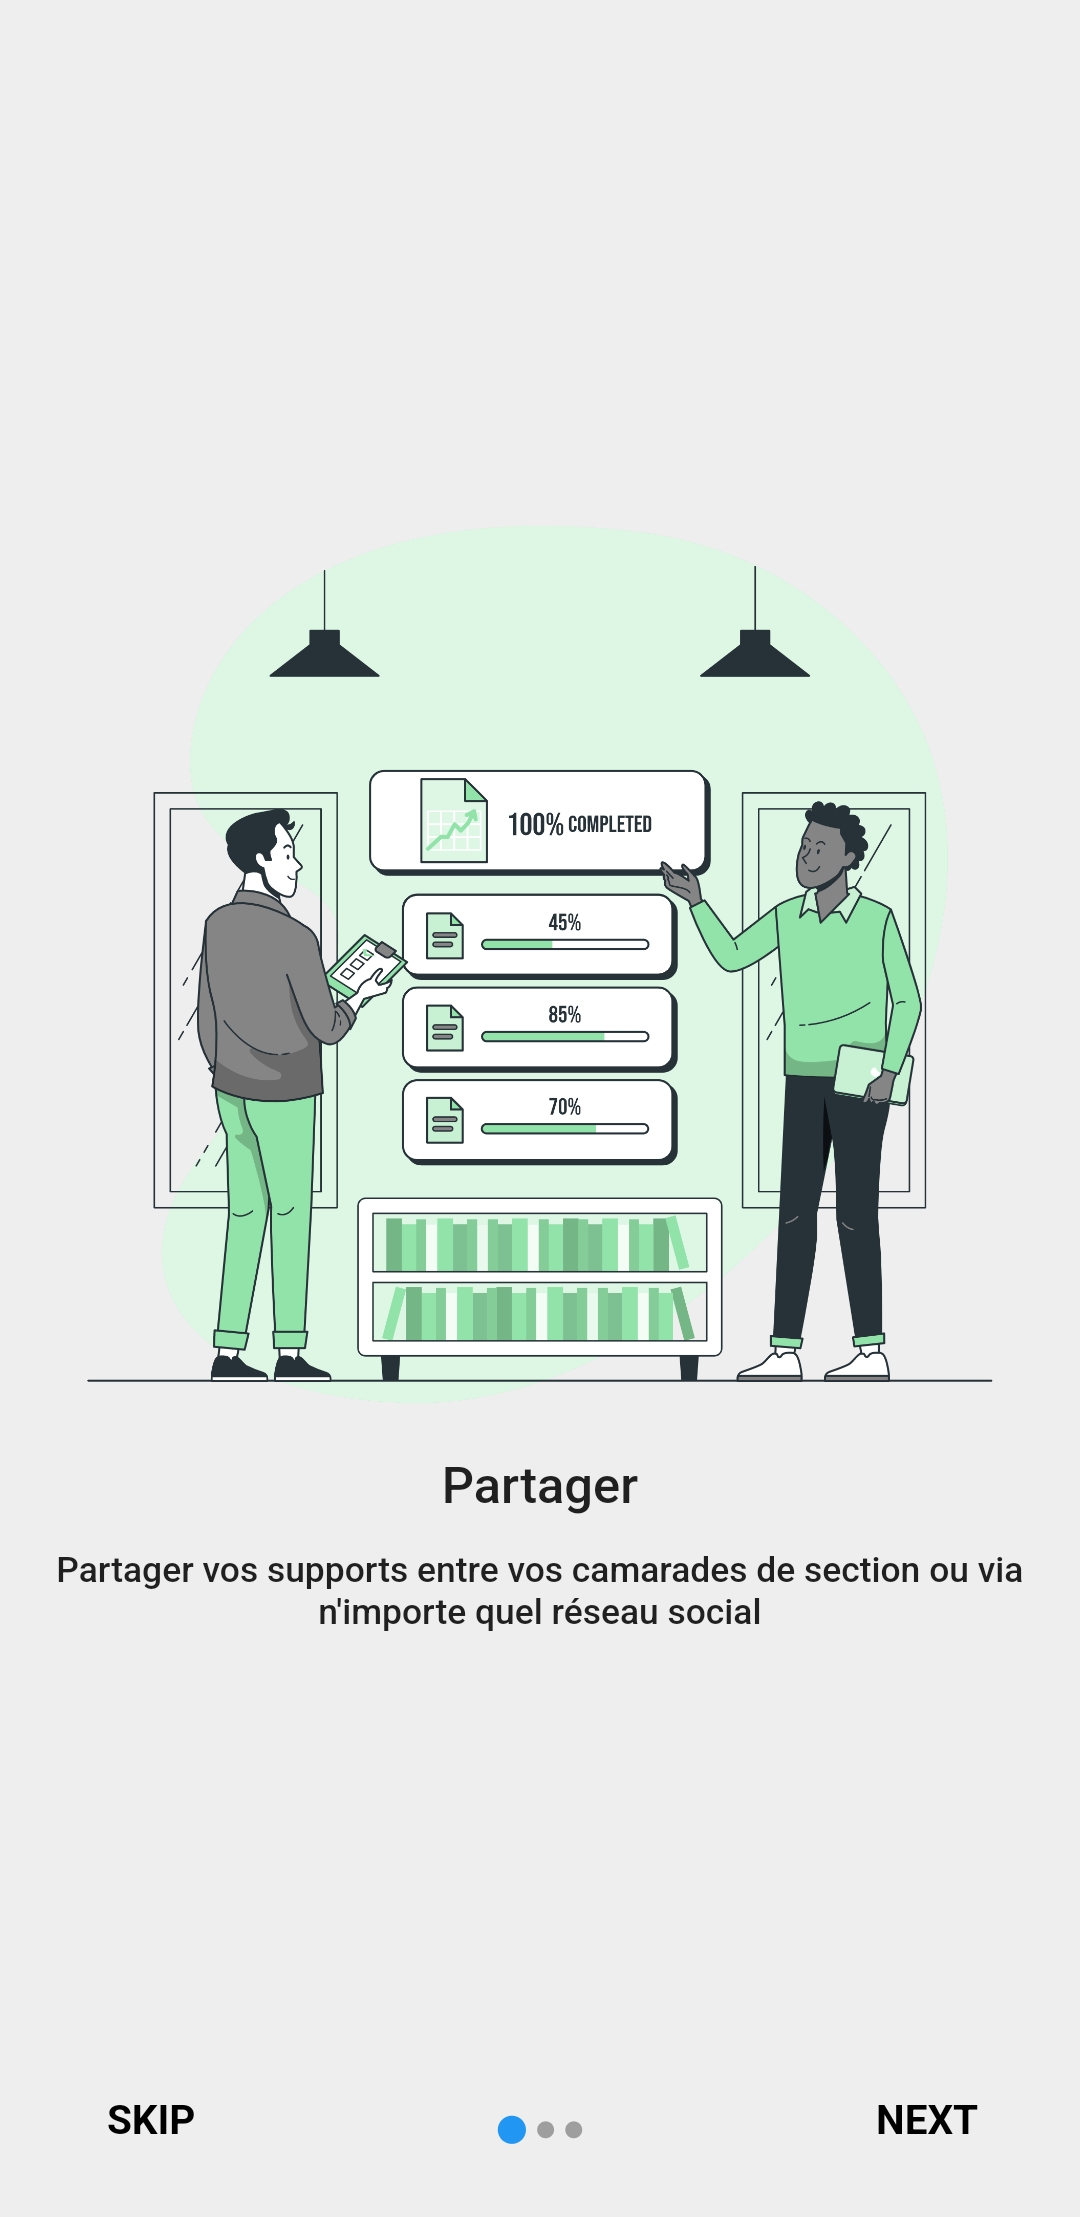 100% COMPLETED
45%
85%
70%
Partager
Partager vos supports entre vos camarades de section ou via
n'importe quel réseau social
SKIP
NEXT